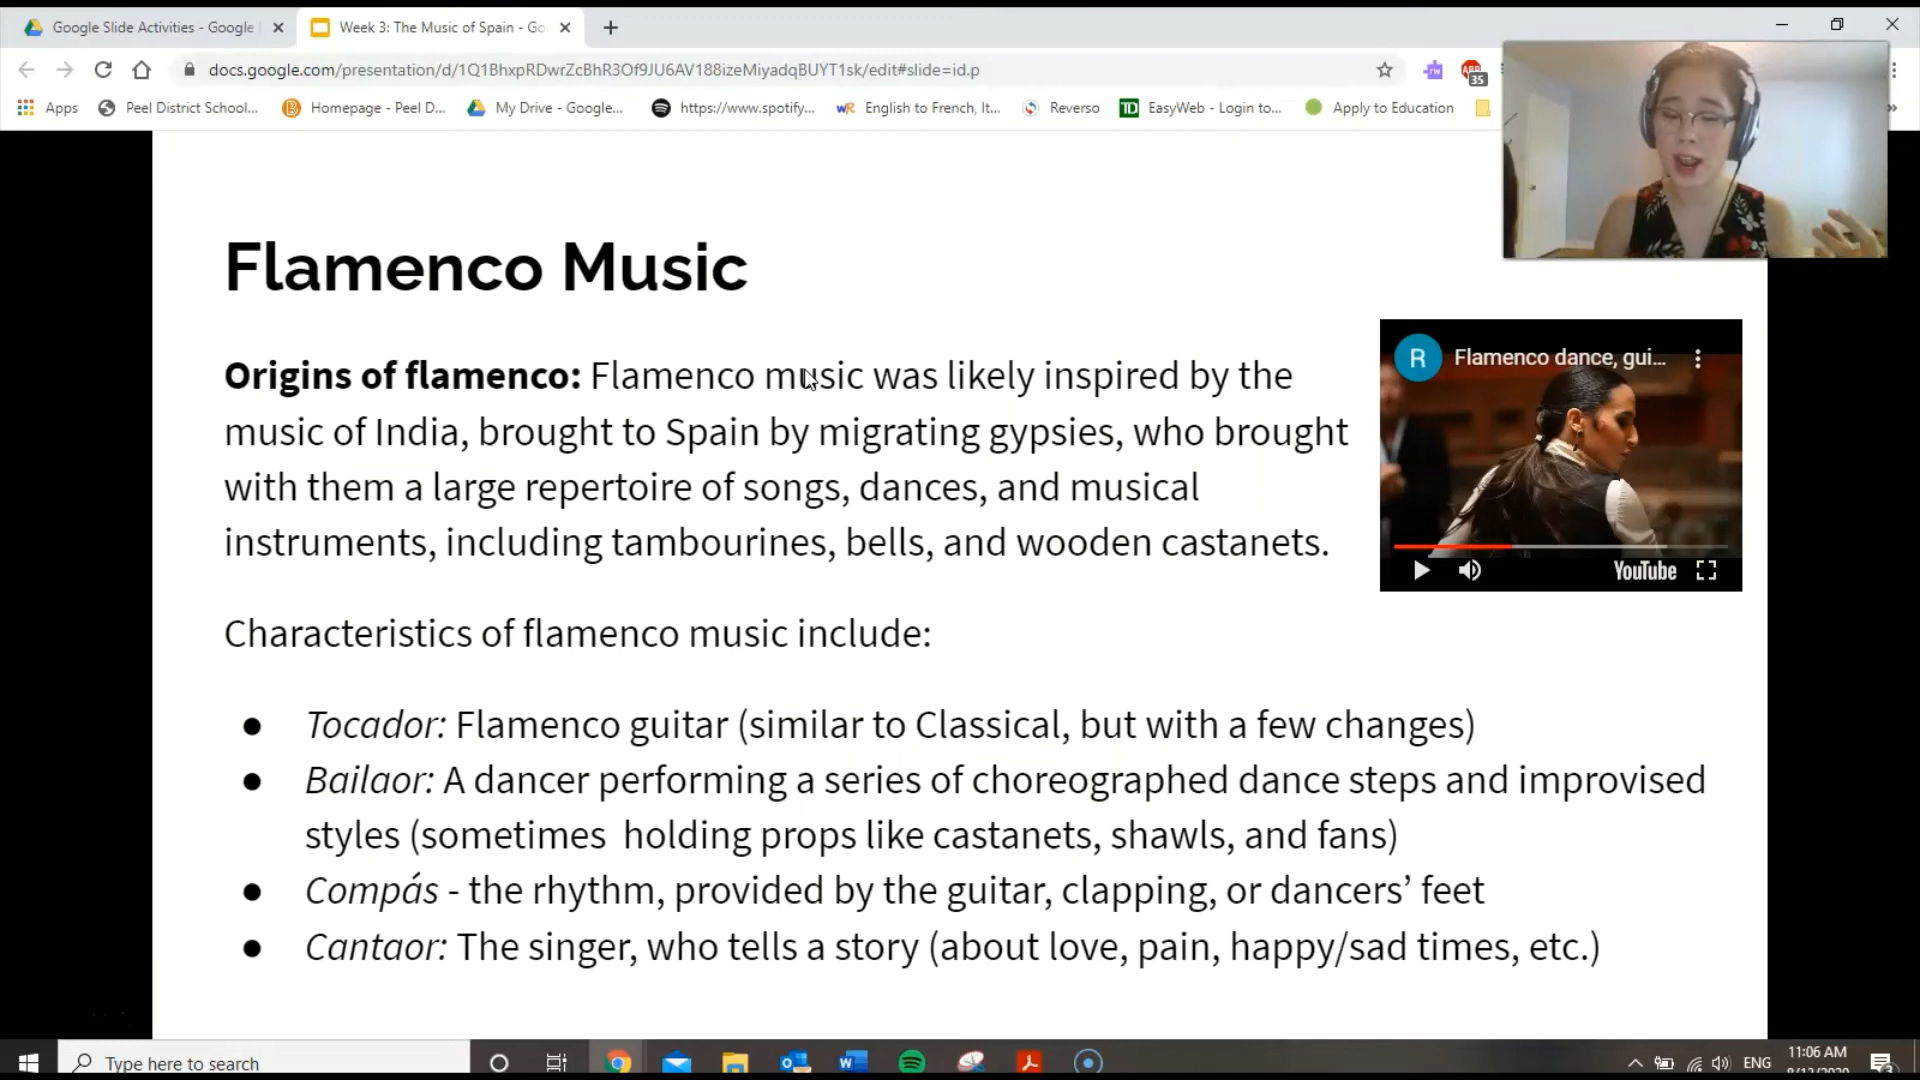 Google Slide Activities - Google
Week 3: The Music of Spain - Go
docs.google.com/presentation/d/1Q1BhxpRDwrZcBhR3Of9JU6AV188izeMiyadqBUYT1sk/edit#slide=id.p
rw
ABP
35
Apps
Peel District School...
Homepage - Peel D...
My Drive - Google...
https://www.spotify...
wR
English to French, It...
Reverso
TD
EasyWeb - Login to...
Apply to Education
Flamenco Music
Origins of flamenco: Flamenco music was likely inspired by the
music of India, brought to Spain by migrating gypsies, who brought
with them a large repertoire of songs, dances, and musical
instruments, including tambourines, bells, and wooden castanets.
R
Flamenco dance, gui...
YouTube
Characteristics of flamenco music include:
● Tocador: Flamenco guitar (similar to Classical, but with a few changes)
● Bailaor: A dancer performing a series of choreographed dance steps and improvised
styles (sometimes holding props like castanets, shawls, and fans)
● Compás - the rhythm, provided by the guitar, clapping, or dancers’ feet
● Cantaor: The singer, who tells a story (about love, pain, happy/sad times, etc.)
Type here to search
ENG
11:06 AM